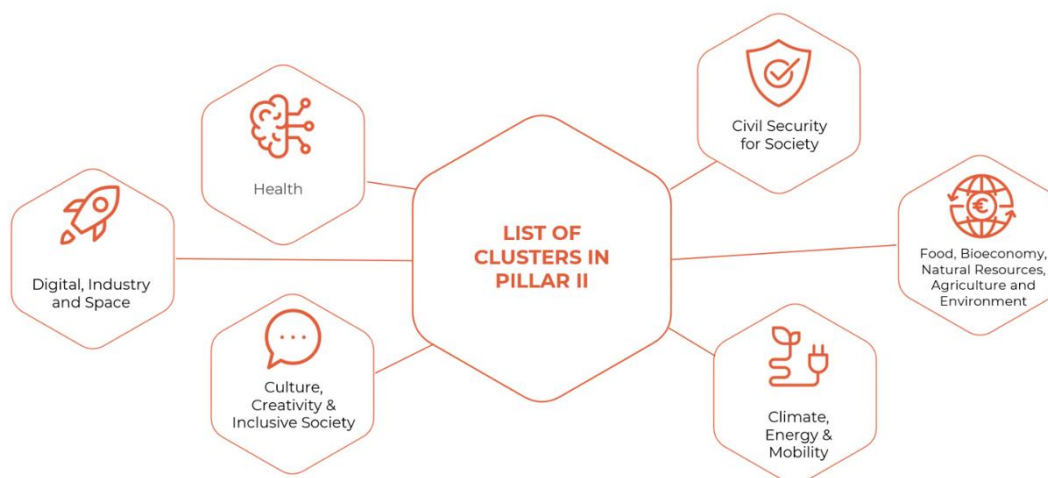 Civil Security
for Society
Health
LIST OF
CLUSTERS IN
PILLAR II
Food, Bioeconomy,
Natural Resources,
Agriculture and
Environment
€
Digital, Industry
and Space
Culture,
Creativity &
Inclusive Society
Climate,
Energy &
Mobility